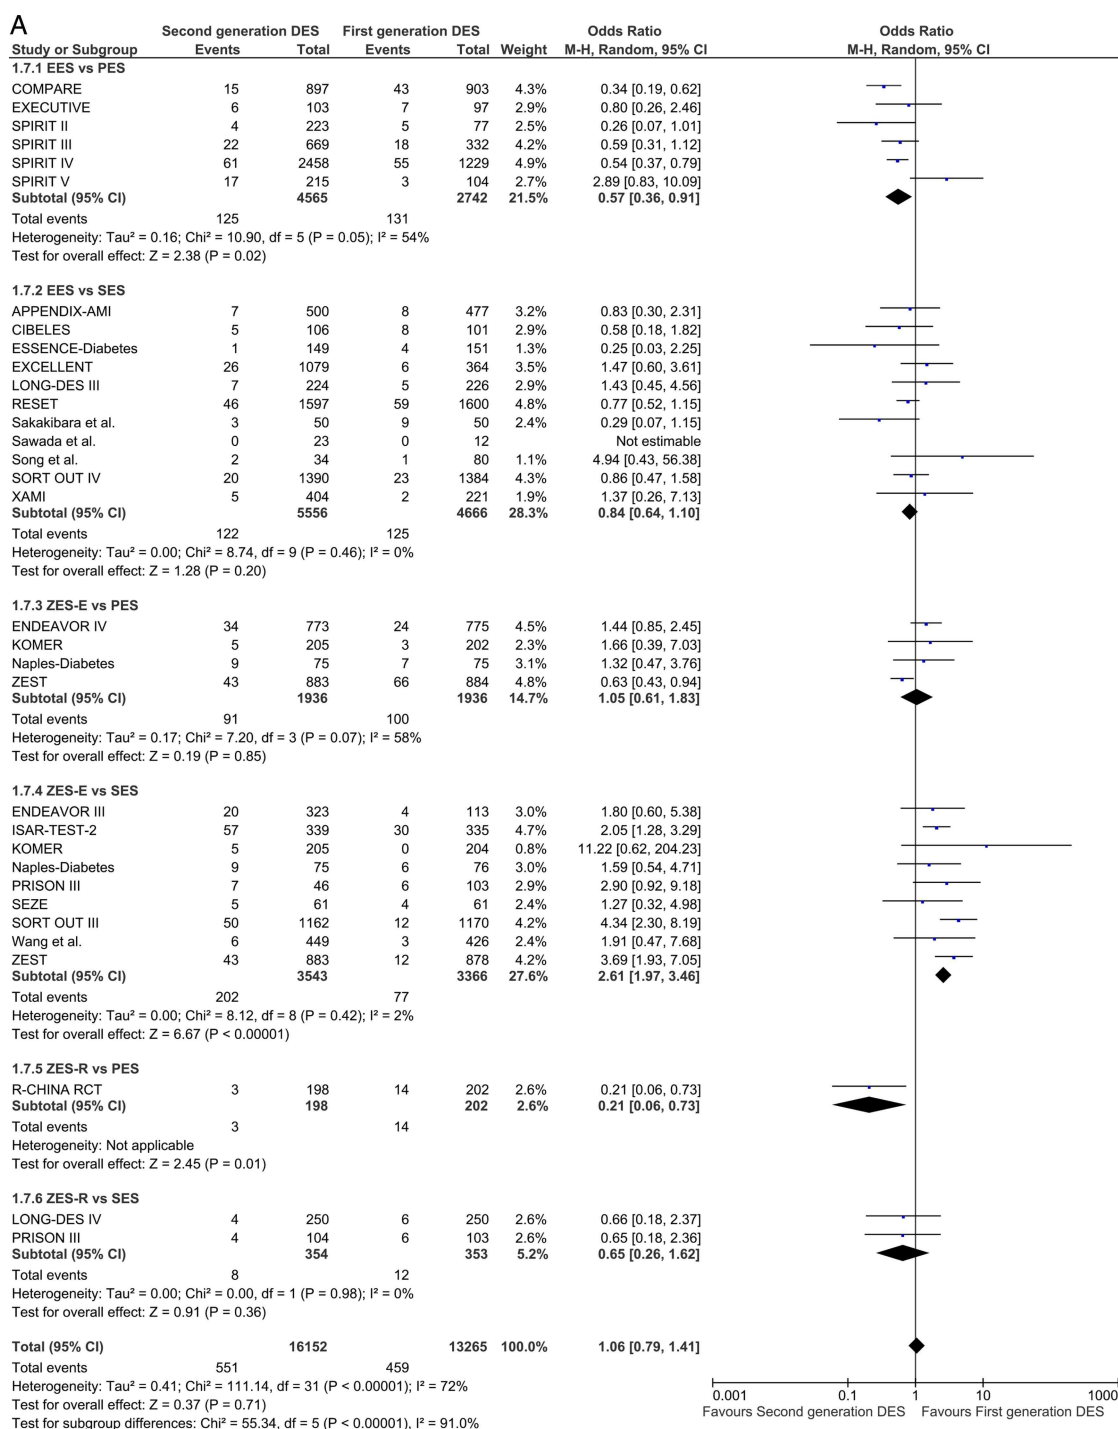 A
Second generation DES First generation DES Odds Ratio Odds Ratio
Study or Subgroup Events Total Events Total Weight M-H, Random, 95% CI M-H, Random, 95% CI
1.7.1 EES vs PES
COMPARE 15 897 43 903 4.3% 0.34 [0.19, 0.62]
EXECUTIVE 6 103 7 97 2.9% 0.80 [0.26, 2.46]
SPIRIT II 4 223 5 77 2.5% 0.26 [0.07, 1.01]
SPIRIT III 22 669 18 332 4.2% 0.59 [0.31, 1.12]
SPIRIT IV 61 2458 55 1229 4.9% 0.54 [0.37, 0.79]
SPIRIT V 17 215 3 104 2.7% 2.89 [0.83, 10.09]
Subtotal (95% CI) 4565 2742 21.5% 0.57 [0.36, 0.91]
Total events 125 131
Heterogeneity: Tau² = 0.16; Chi² = 10.90, df = 5 (P = 0.05); I² = 54%
Test for overall effect: Z = 2.38 (P = 0.02)
1.7.2 EES vs SES
APPENDIX-AMI 7 500 8 477 3.2% 0.83 [0.30, 2.31]
CIBELES 5 106 8 101 2.9% 0.58 [0.18, 1.82]
ESSENCE-Diabetes 1 149 4 151 1.3% 0.25 [0.03, 2.25]
EXCELLENT 26 1079 6 364 3.5% 1.47 [0.60, 3.61]
LONG-DES III 7 224 5 226 2.9% 1.43 [0.45, 4.56]
RESET 46 1597 59 1600 4.8% 0.77 [0.52, 1.15]
Sakakibara et al. 3 50 9 50 2.4% 0.29 [0.07, 1.15]
Sawada et al. 0 23 0 12 Not estimable
Song et al. 2 34 1 80 1.1% 4.94 [0.43, 56.38]
SORT OUT IV 20 1390 23 1384 4.3% 0.86 [0.47, 1.58]
XAMI 5 404 2 221 1.9% 1.37 [0.26, 7.13]
Subtotal (95% CI) 5556 4666 28.3% 0.84 [0.64, 1.10]
Total events 122 125
Heterogeneity: Tau² = 0.00; Chi² = 8.74, df = 9 (P = 0.46); I² = 0%
Test for overall effect: Z = 1.28 (P = 0.20)
1.7.3 ZES-E vs PES
ENDEAVOR IV 34 773 24 775 4.5% 1.44 [0.85, 2.45]
KOMER 5 205 3 202 2.3% 1.66 [0.39, 7.03]
Naples-Diabetes 9 75 7 75 3.1% 1.32 [0.47, 3.76]
ZEST 43 883 66 884 4.8% 0.63 [0.43, 0.94]
Subtotal (95% CI) 1936 1936 14.7% 1.05 [0.61, 1.83]
Total events 91 100
Heterogeneity: Tau² = 0.17; Chi² = 7.20, df = 3 (P = 0.07); I² = 58%
Test for overall effect: Z = 0.19 (P = 0.85)
1.7.4 ZES-E vs SES
ENDEAVOR III 20 323 4 113 3.0% 1.80 [0.60, 5.38]
ISAR-TEST-2 57 339 30 335 4.7% 2.05 [1.28, 3.29]
KOMER 5 205 0 204 0.8% 11.22 [0.62, 204.23]
Naples-Diabetes 9 75 6 76 3.0% 1.59 [0.54, 4.71]
PRISON III 7 46 6 103 2.9% 2.90 [0.92, 9.18]
SEZE 5 61 4 61 2.4% 1.27 [0.32, 4.98]
SORT OUT III 50 1162 12 1170 4.2% 4.34 [2.30, 8.19]
Wang et al. 6 449 3 426 2.4% 1.91 [0.47, 7.68]
ZEST 43 883 12 878 4.2% 3.69 [1.93, 7.05]
Subtotal (95% CI) 3543 3366 27.6% 2.61 [1.97, 3.46]
Total events 202 77
Heterogeneity: Tau² = 0.00; Chi² = 8.12, df = 8 (P = 0.42); I² = 2%
Test for overall effect: Z = 6.67 (P < 0.00001)
1.7.5 ZES-R vs PES
R-CHINA RCT 3 198 14 202 2.6% 0.21 [0.06, 0.73]
Subtotal (95% CI) 198 202 2.6% 0.21 [0.06, 0.73]
Total events 3 14
Heterogeneity: Not applicable
Test for overall effect: Z = 2.45 (P = 0.01)
1.7.6 ZES-R vs SES
LONG-DES IV 4 250 6 250 2.6% 0.66 [0.18, 2.37]
PRISON III 4 104 6 103 2.6% 0.65 [0.18, 2.36]
Subtotal (95% CI) 354 353 5.2% 0.65 [0.26, 1.62]
Total events 8 12
Heterogeneity: Tau² = 0.00; Chi² = 0.00, df = 1 (P = 0.98); I² = 0%
Test for overall effect: Z = 0.91 (P = 0.36)
Total (95% CI) 16152 13265 100.0% 1.06 [0.79, 1.41]
Total events 551 459
Heterogeneity: Tau² = 0.41; Chi² = 111.14, df = 31 (P < 0.00001); I² = 72%
Test for overall effect: Z = 0.37 (P = 0.71)
Test for subgroup differences: Chi² = 55.34, df = 5 (P < 0.00001), I² = 91.0%
0.001 0.1 1 10 1000
Favours Second generation DES Favours First generation DES